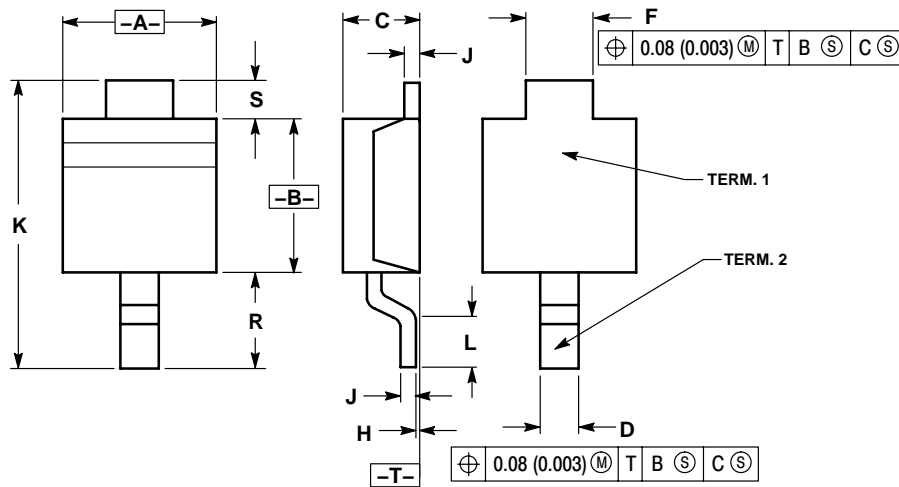 –A–
C
F
⌖ 0.08 (0.003) Ⓜ T B Ⓢ C Ⓢ
J
S
K
–B–
TERM. 1
TERM. 2
R
L
J
H
D
–T–
⌖ 0.08 (0.003) Ⓜ T B Ⓢ C Ⓢ